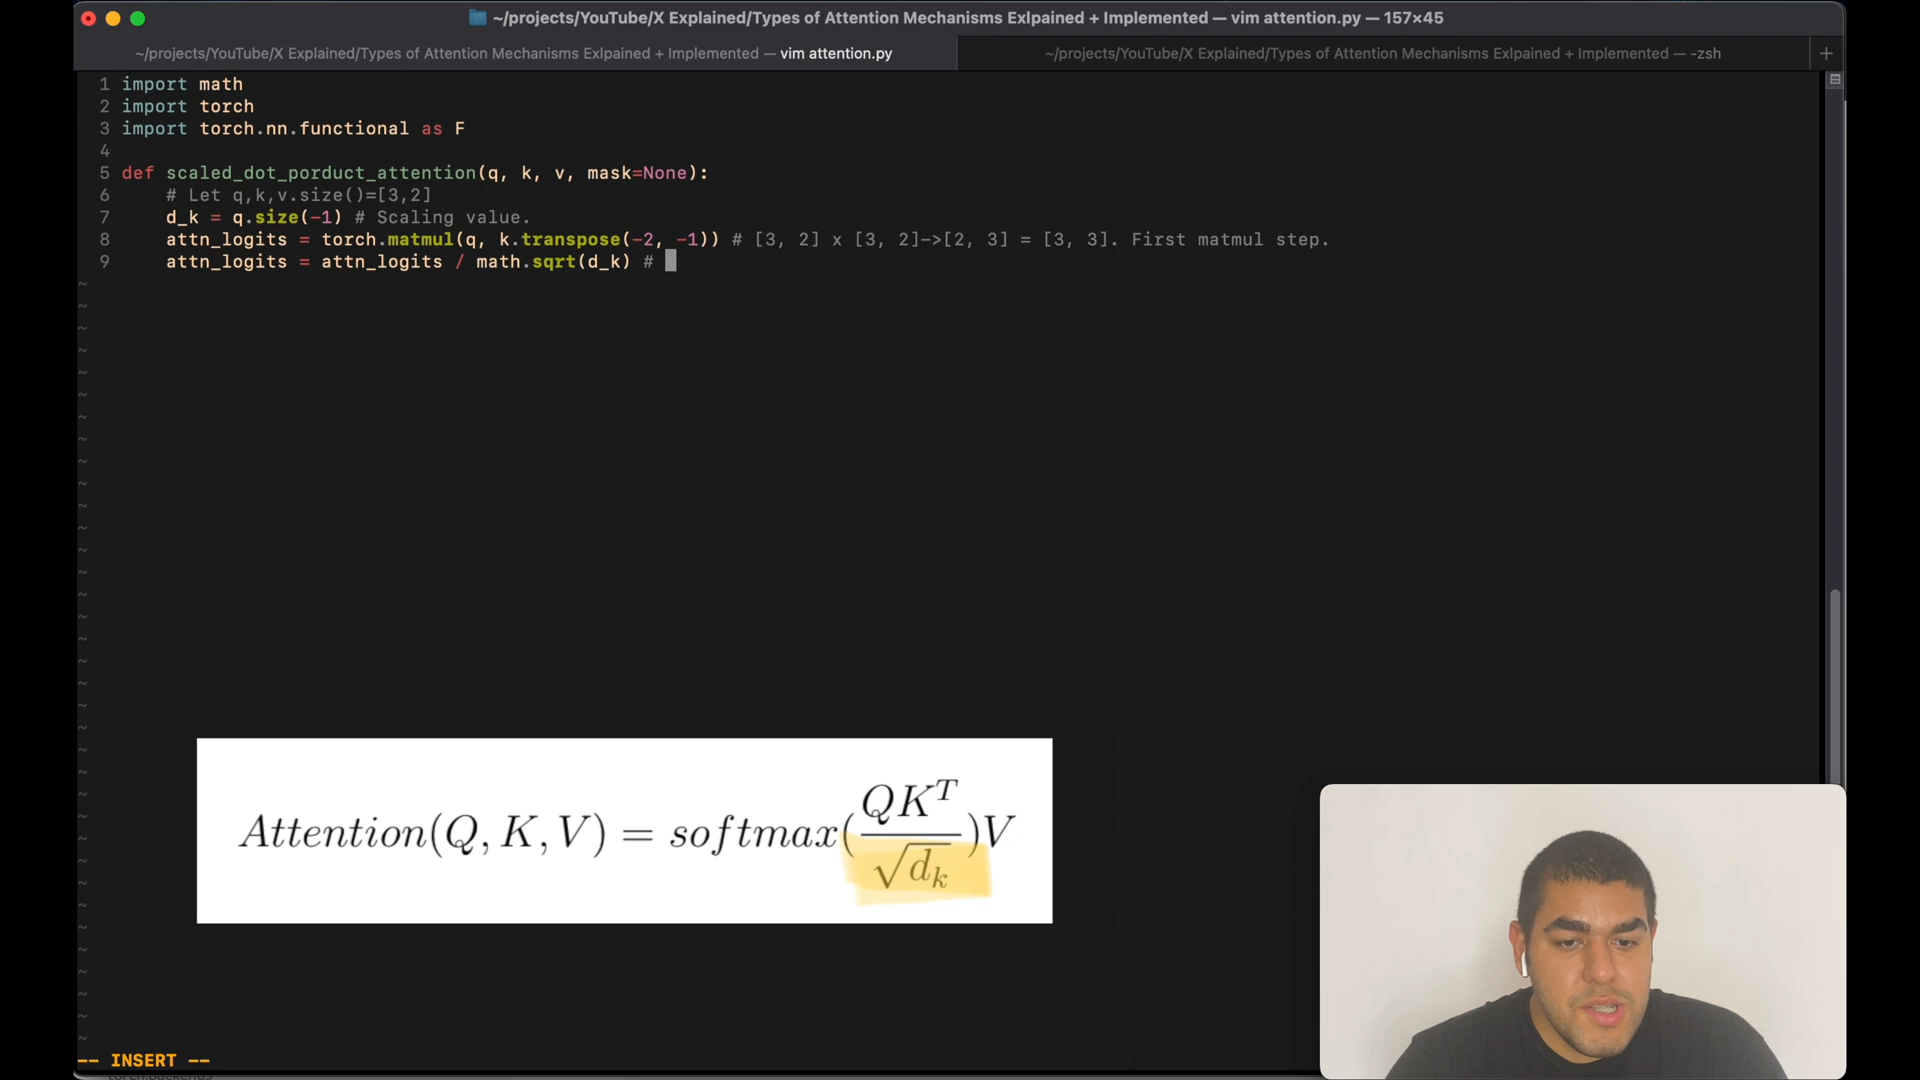 ~/projects/YouTube/X Explained/Types of Attention Mechanisms Exlpained + Implemented — vim attention.py — 157×45
~/projects/YouTube/X Explained/Types of Attention Mechanisms Exlpained + Implemented — vim attention.py
~/projects/YouTube/X Explained/Types of Attention Mechanisms Exlpained + Implemented — -zsh
1 import math
2 import torch
3 import torch.nn.functional as F
4
5 def scaled_dot_porduct_attention(q, k, v, mask=None):
6     # Let q,k,v.size()=[3,2]
7     d_k = q.size(-1) # Scaling value.
8     attn_logits = torch.matmul(q, k.transpose(-2, -1)) # [3, 2] x [3, 2]->[2, 3] = [3, 3]. First matmul step.
9     attn_logits = attn_logits / math.sqrt(d_k) #
Attention(Q, K, V) = softmax(QK^T / √d_k)V
-- INSERT --